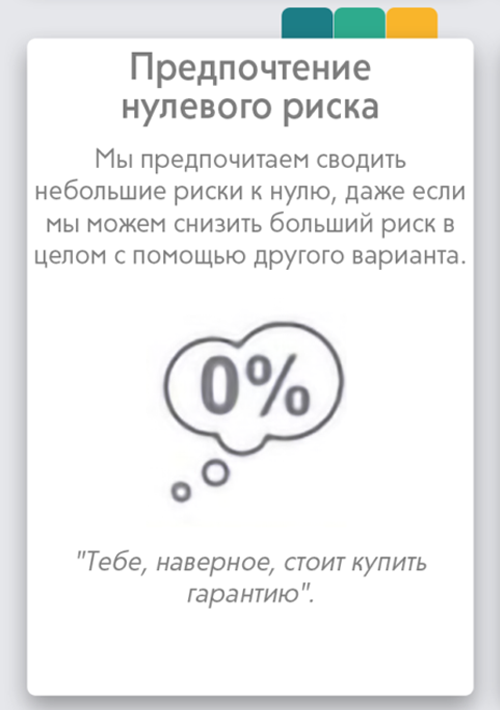 Предпочтение
нулевого риска
Мы предпочитаем сводить
небольшие риски к нулю, даже если
мы можем снизить больший риск в
целом с помощью другого варианта.
0%
"Тебе, наверное, стоит купить
гарантию".